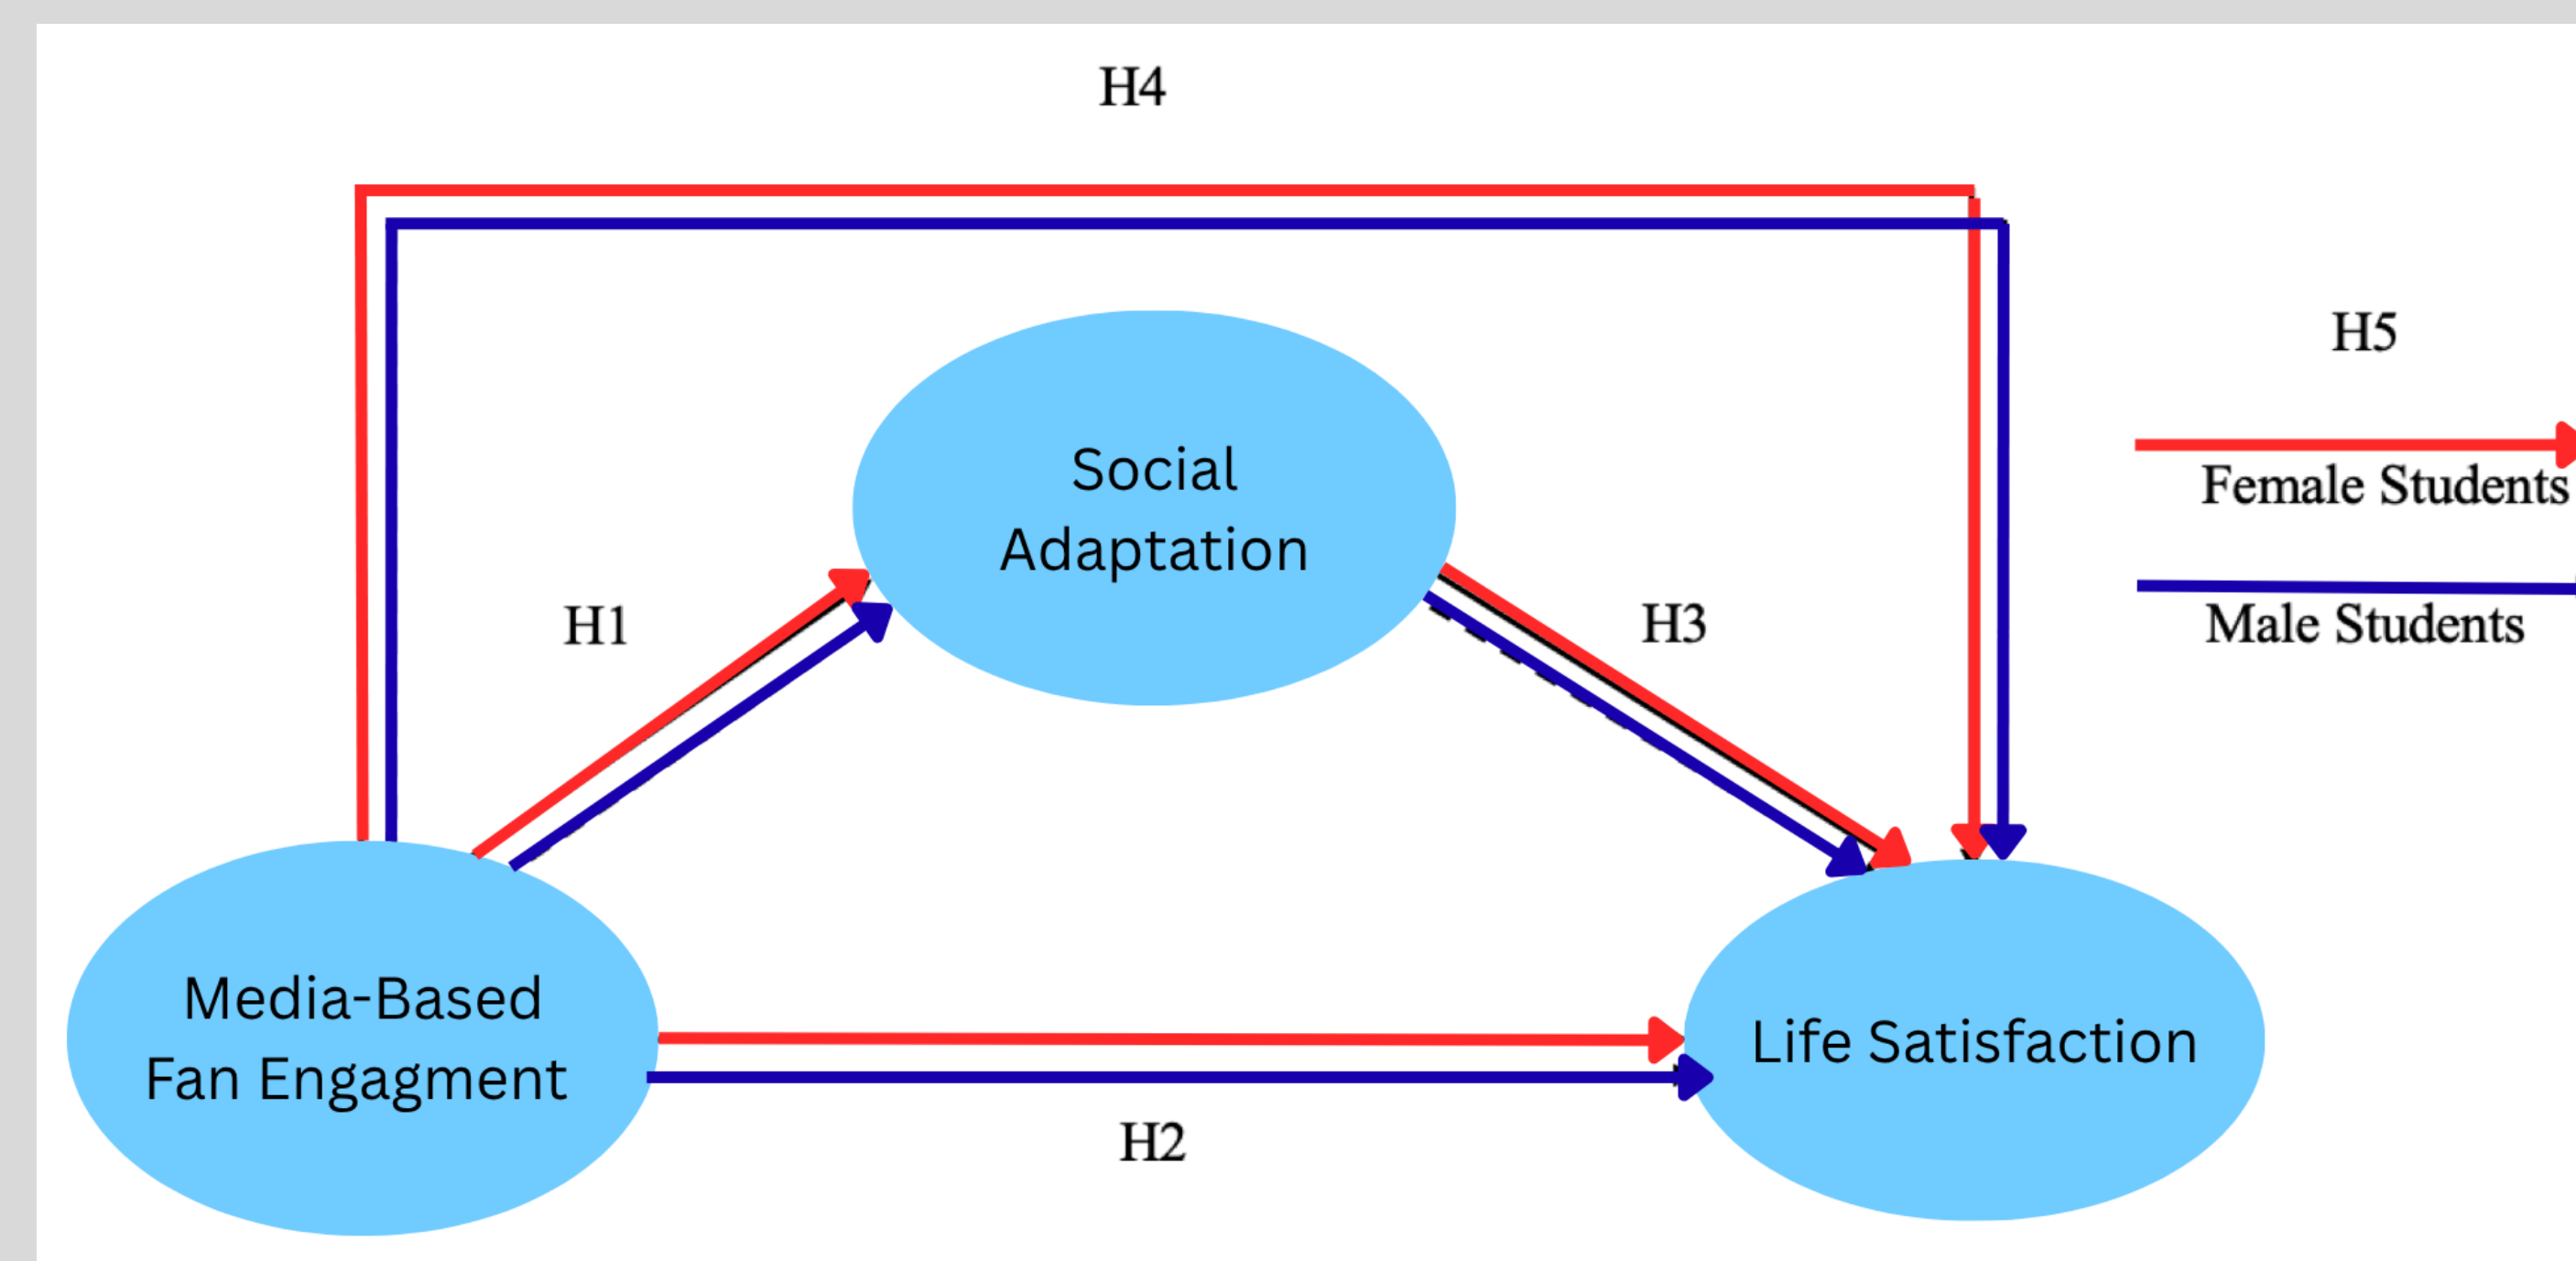 H4
H5
Female Students
Male Students
Social
Adaptation
H1
H3
Media-Based
Fan Engagment
Life Satisfaction
H2